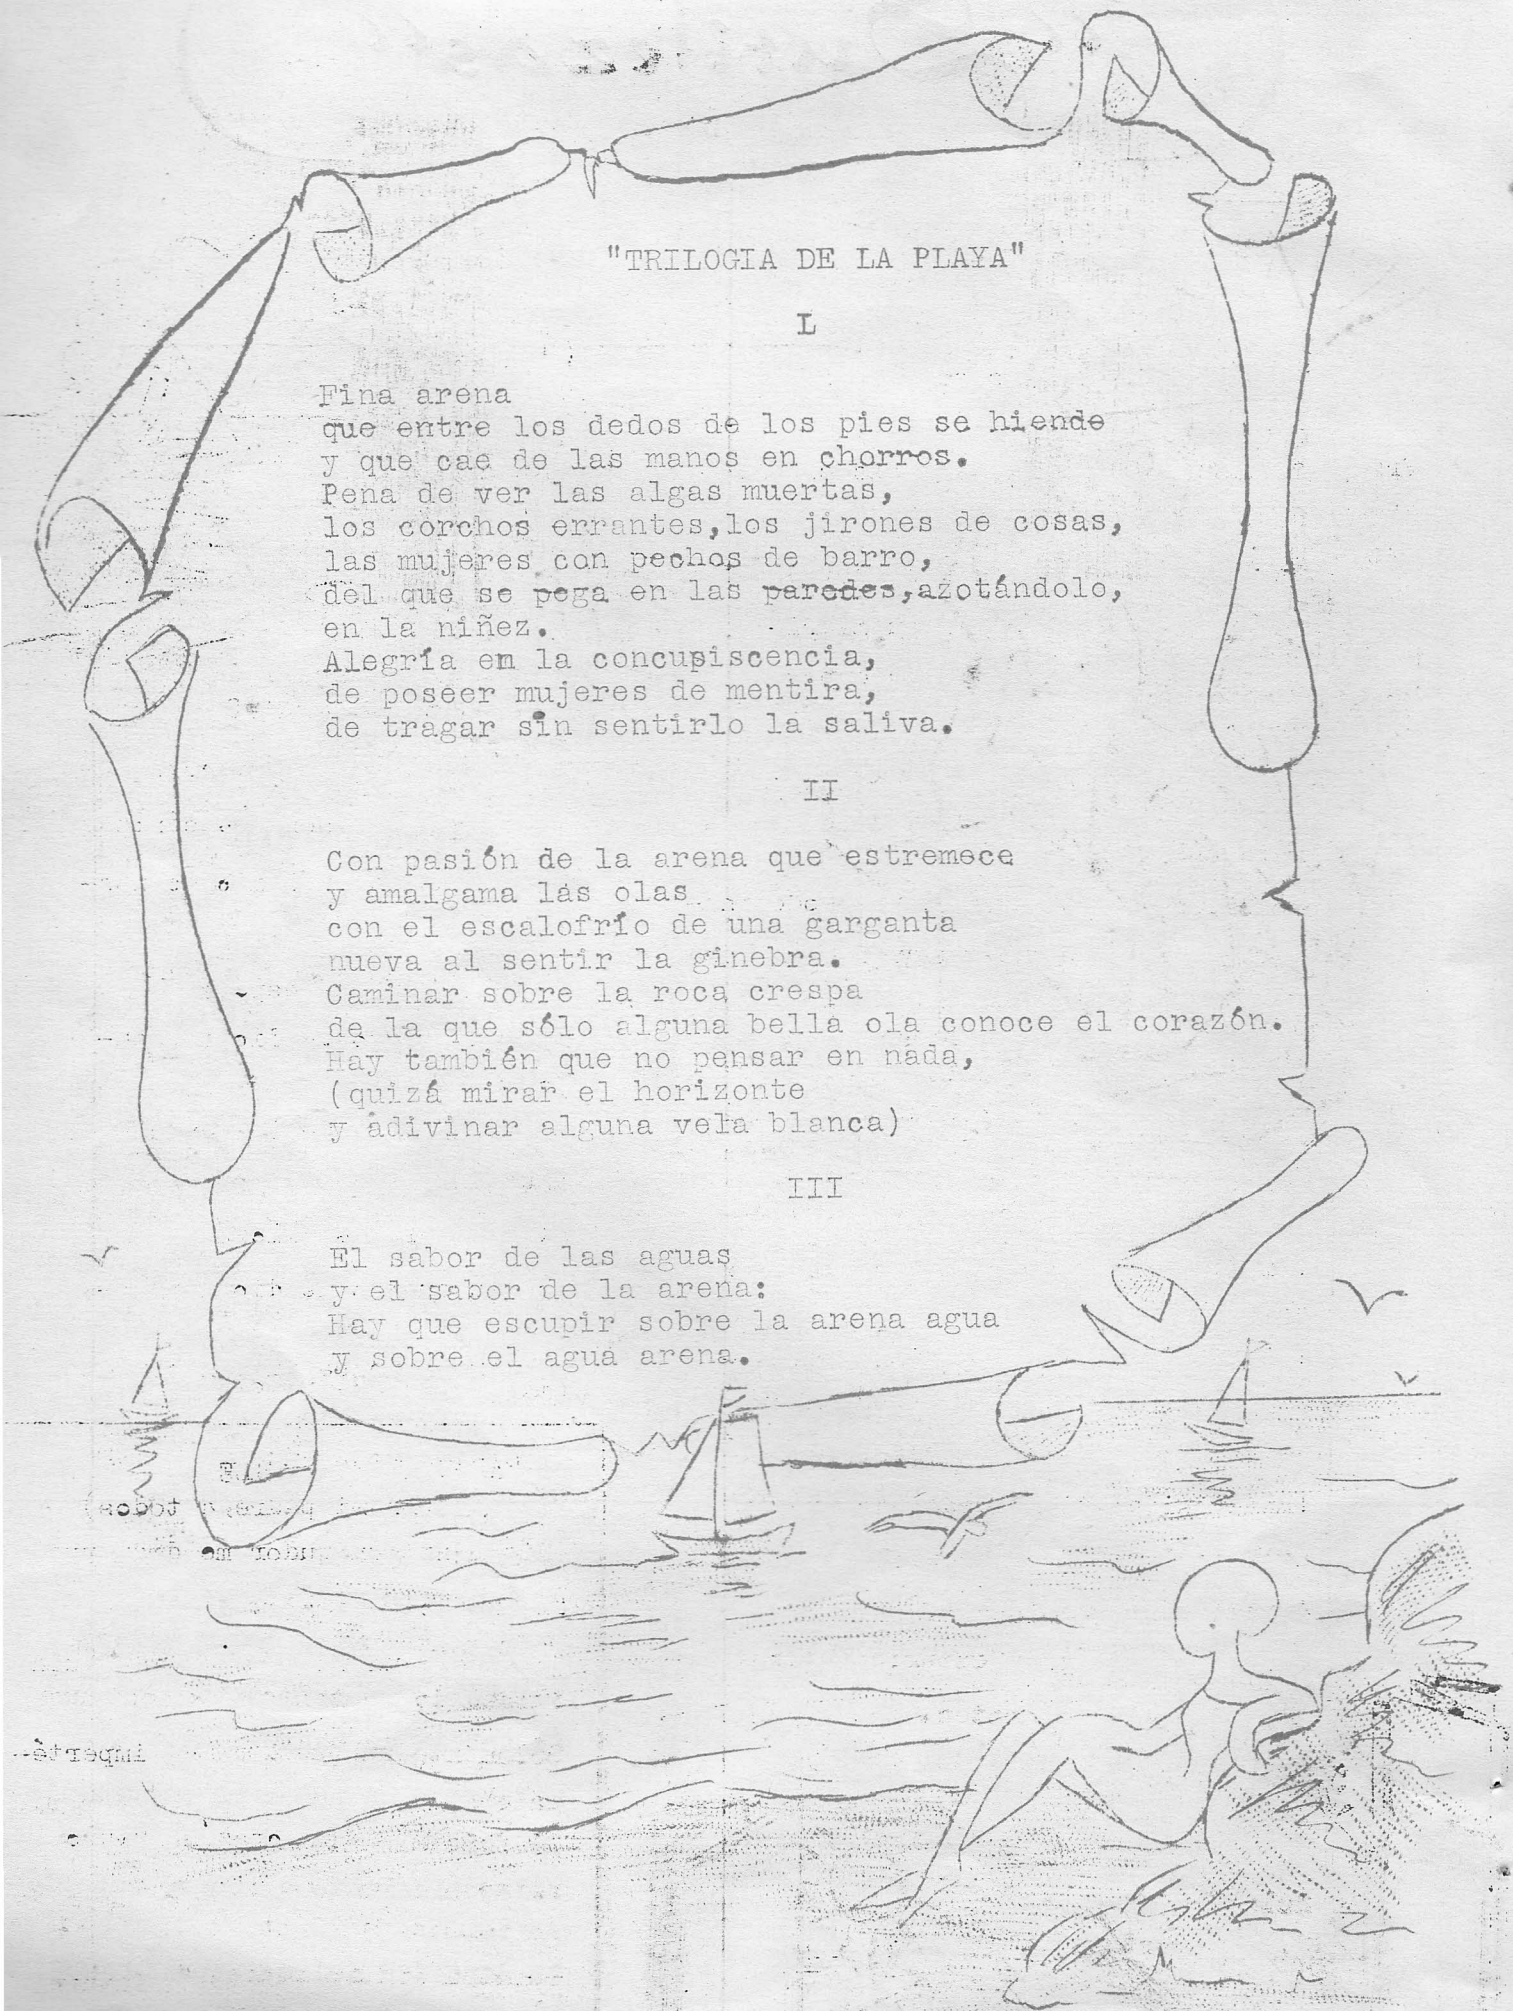 "TRILOGIA DE LA PLAYA"
I
Fina arena
que entre los dedos de los pies se hiende
y que cae de las manos en chorros.
Pena de ver las algas muertas,
los corchos errantes,los jirones de cosas,
las mujeres con pechos de barro,
del que se pega en las paredes,azotándolo,
en la niñez.
Alegría en la concupiscencia,
de poseer mujeres de mentira,
de tragar sin sentirlo la saliva.
II
Con pasión de la arena que estremece
y amalgama las olas
con el escalofrío de una garganta
nueva al sentir la ginebra.
Caminar sobre la roca crespa
de la que sólo alguna bella ola conoce el corazón.
Hay también que no pensar en nada,
(quizá mirar el horizonte
y adivinar alguna vela blanca)
III
El sabor de las aguas
y el sabor de la arena:
Hay que escupir sobre la arena agua
y sobre el agua arena.
todos)
me
imperté-